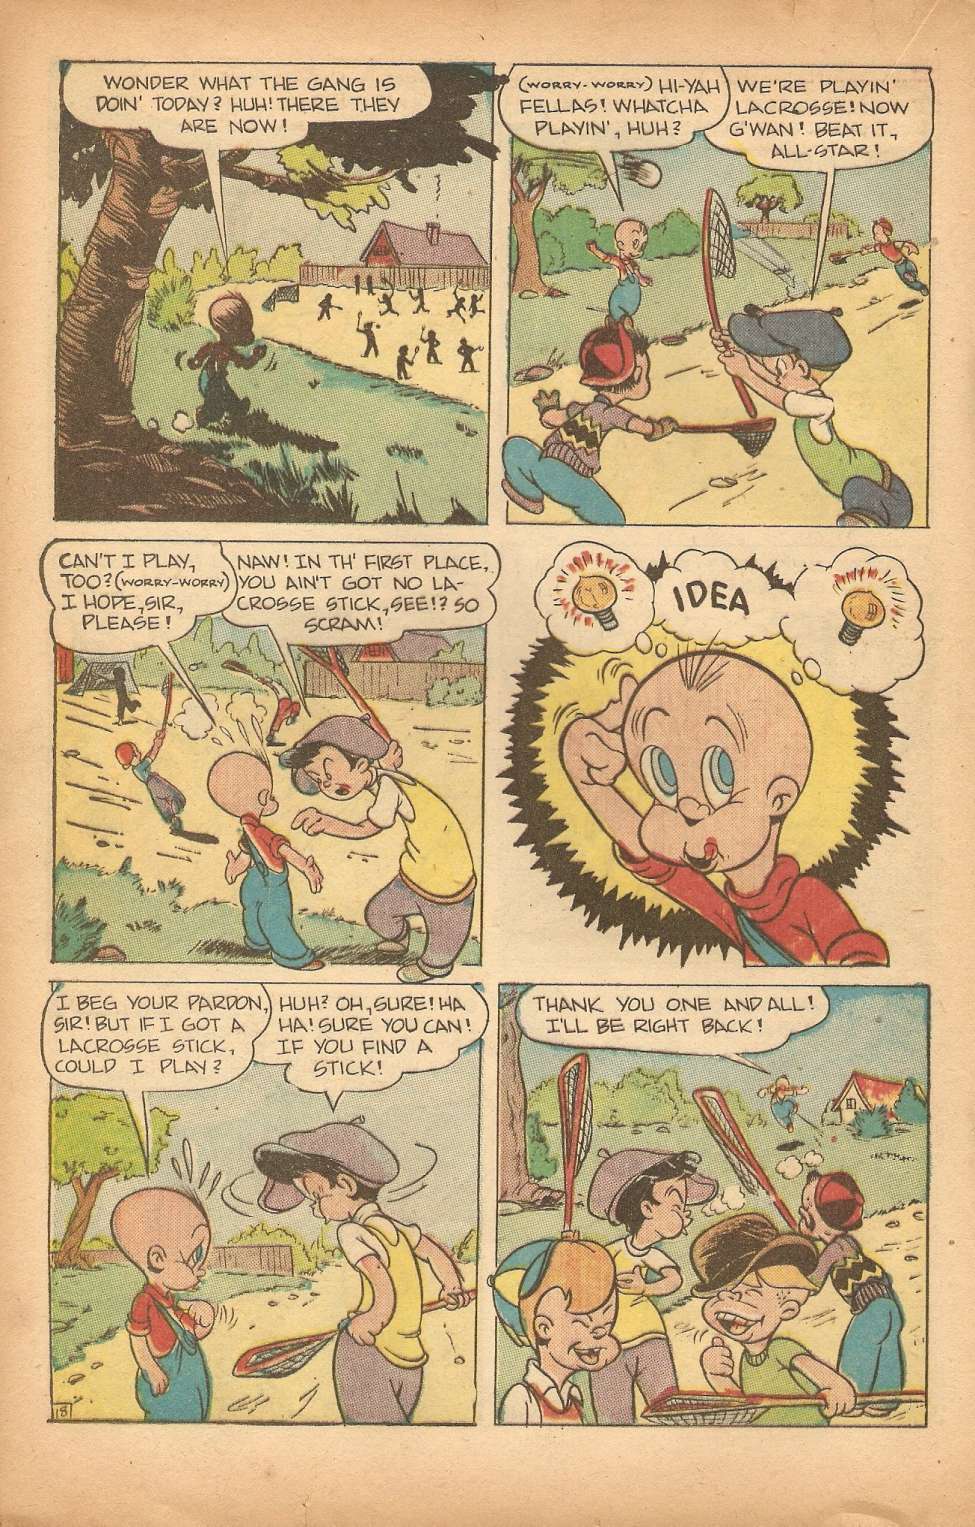 WONDER WHAT THE GANG IS
DOIN' TODAY? HUH! THERE THEY
ARE NOW!
(WORRY-WORRY) HI-YAH
FELLAS! WHATCHA
PLAYIN', HUH?
WE'RE PLAYIN'
LACROSSE! NOW
G'WAN! BEAT IT,
ALL-STAR!
CAN'T I PLAY,
TOO? (WORRY-WORRY)
I HOPE, SIR,
PLEASE!
NAW! IN TH' FIRST PLACE,
YOU AIN'T GOT NO LA-
CROSSE STICK, SEE!? SO
SCRAM!
IDEA
I BEG YOUR PARDON,
SIR! BUT IF I GOT A
LACROSSE STICK,
COULD I PLAY?
HUH? OH, SURE! HA
HA! SURE YOU CAN!
IF YOU FIND A
STICK!
THANK YOU ONE AND ALL!
I'LL BE RIGHT BACK!
8